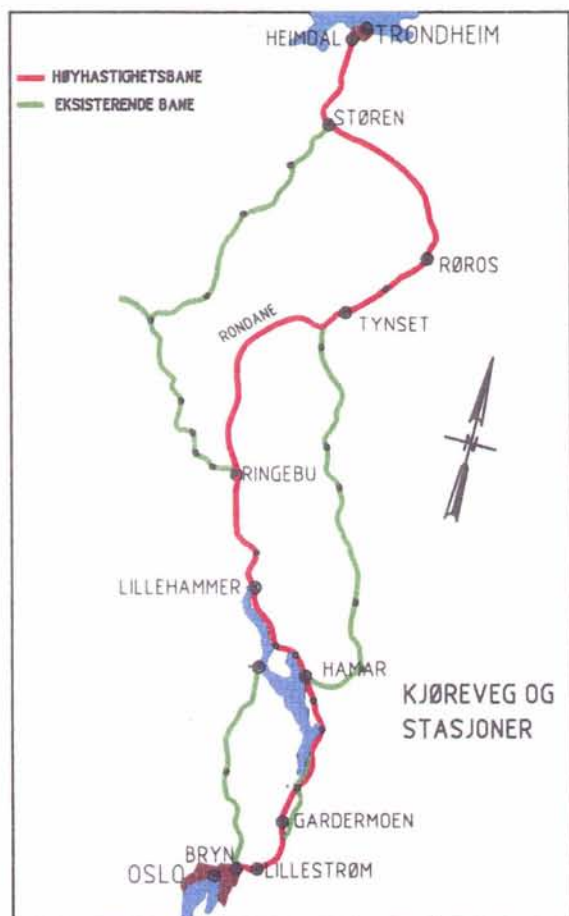 HEIMDAL
TRONDHEIM
HØYHASTIGHETSBANE
EKSISTERENDE BANE
STØREN
RØROS
TYNSET
RONDANE
RINGEBU
LILLEHAMMER
HAMAR
KJØREVEG OG
STASJONER
GARDERMOEN
BRYN
OSLO
LILLESTRØM